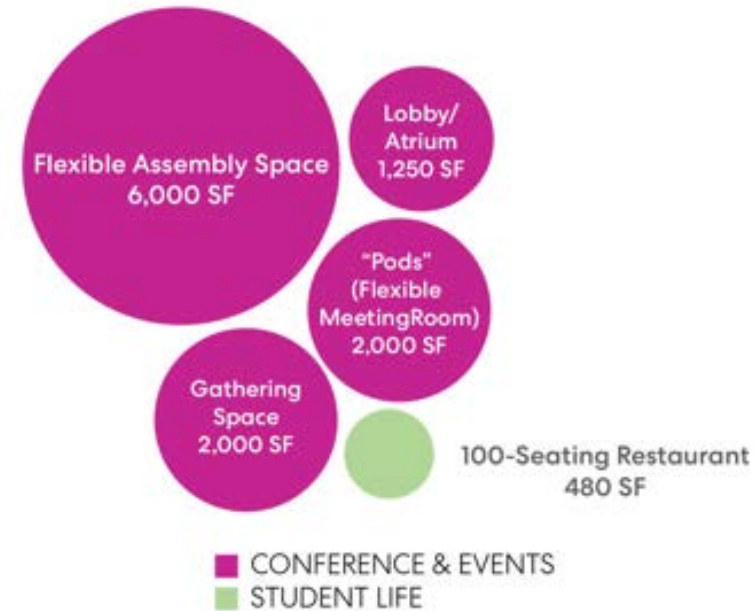 Flexible Assembly Space
6,000 SF
Lobby/
Atrium
1,250 SF
"Pods"
(Flexible
MeetingRoom)
2,000 SF
Gathering
Space
2,000 SF
100-Seating Restaurant
480 SF
CONFERENCE & EVENTS
STUDENT LIFE